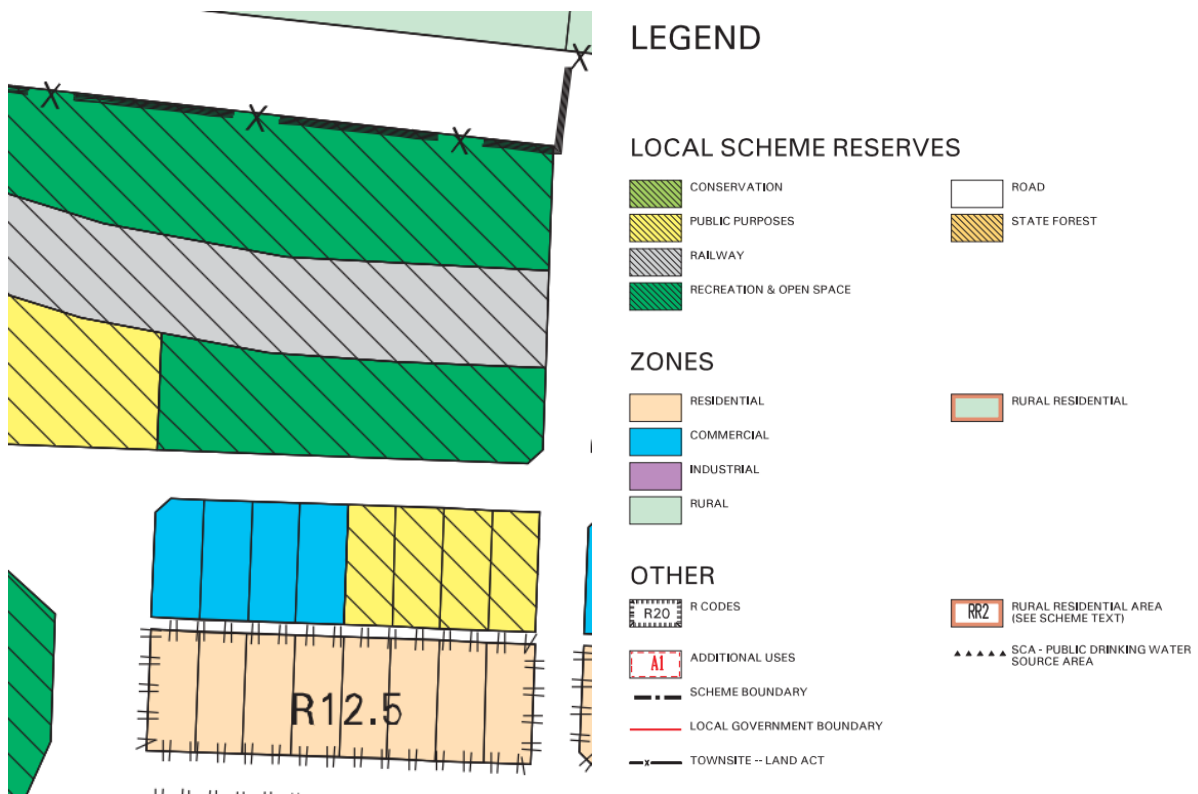 LEGEND
LOCAL SCHEME RESERVES
CONSERVATION
PUBLIC PURPOSES
RAILWAY
RECREATION & OPEN SPACE
ROAD
STATE FOREST
ZONES
RESIDENTIAL
COMMERCIAL
INDUSTRIAL
RURAL
RURAL RESIDENTIAL
OTHER
R20 R CODES
A1 ADDITIONAL USES
SCHEME BOUNDARY
LOCAL GOVERNMENT BOUNDARY
x TOWNSITE -- LAND ACT
RR2 RURAL RESIDENTIAL AREA
(SEE SCHEME TEXT)
SCA - PUBLIC DRINKING WATER
SOURCE AREA
X
X
X
X
R12.5